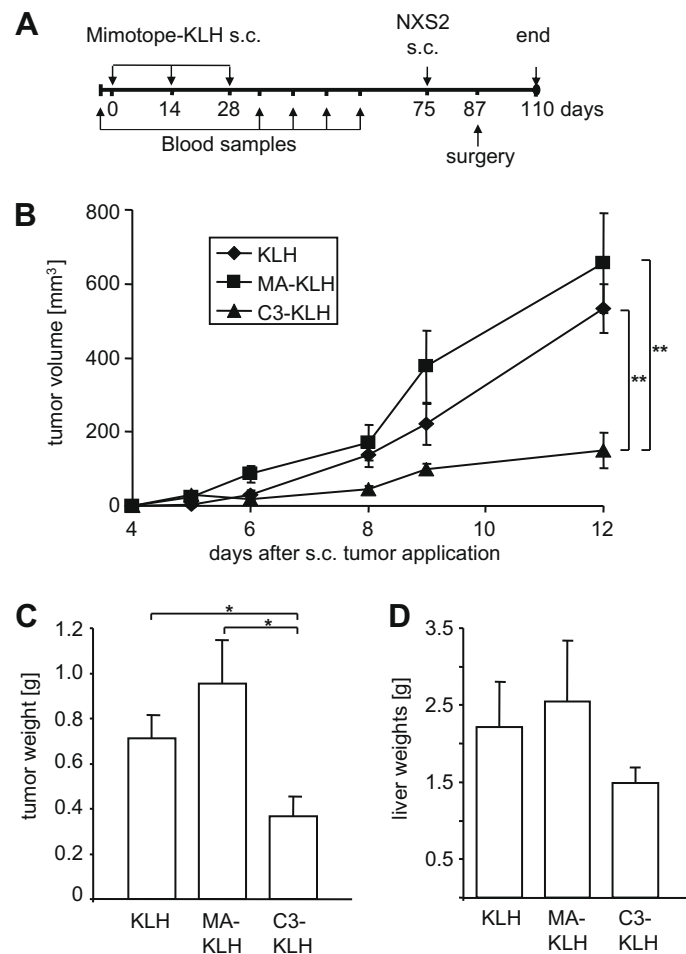 A
Mimotope-KLH s.c.
NXS2
s.c.
end
0 14 28 75 87 110 days
Blood samples
surgery
B
tumor volume [mm³]
800
600
400
200
0
KLH
MA-KLH
C3-KLH
**
**
4 6 8 10 12
days after s.c. tumor application
C
tumor weight [g]
1.2
1.0
0.8
0.6
0.4
0.2
0
*
*
KLH MA-KLH C3-KLH
D
liver weights [g]
3.5
2.5
1.5
0.5
KLH MA-KLH C3-KLH